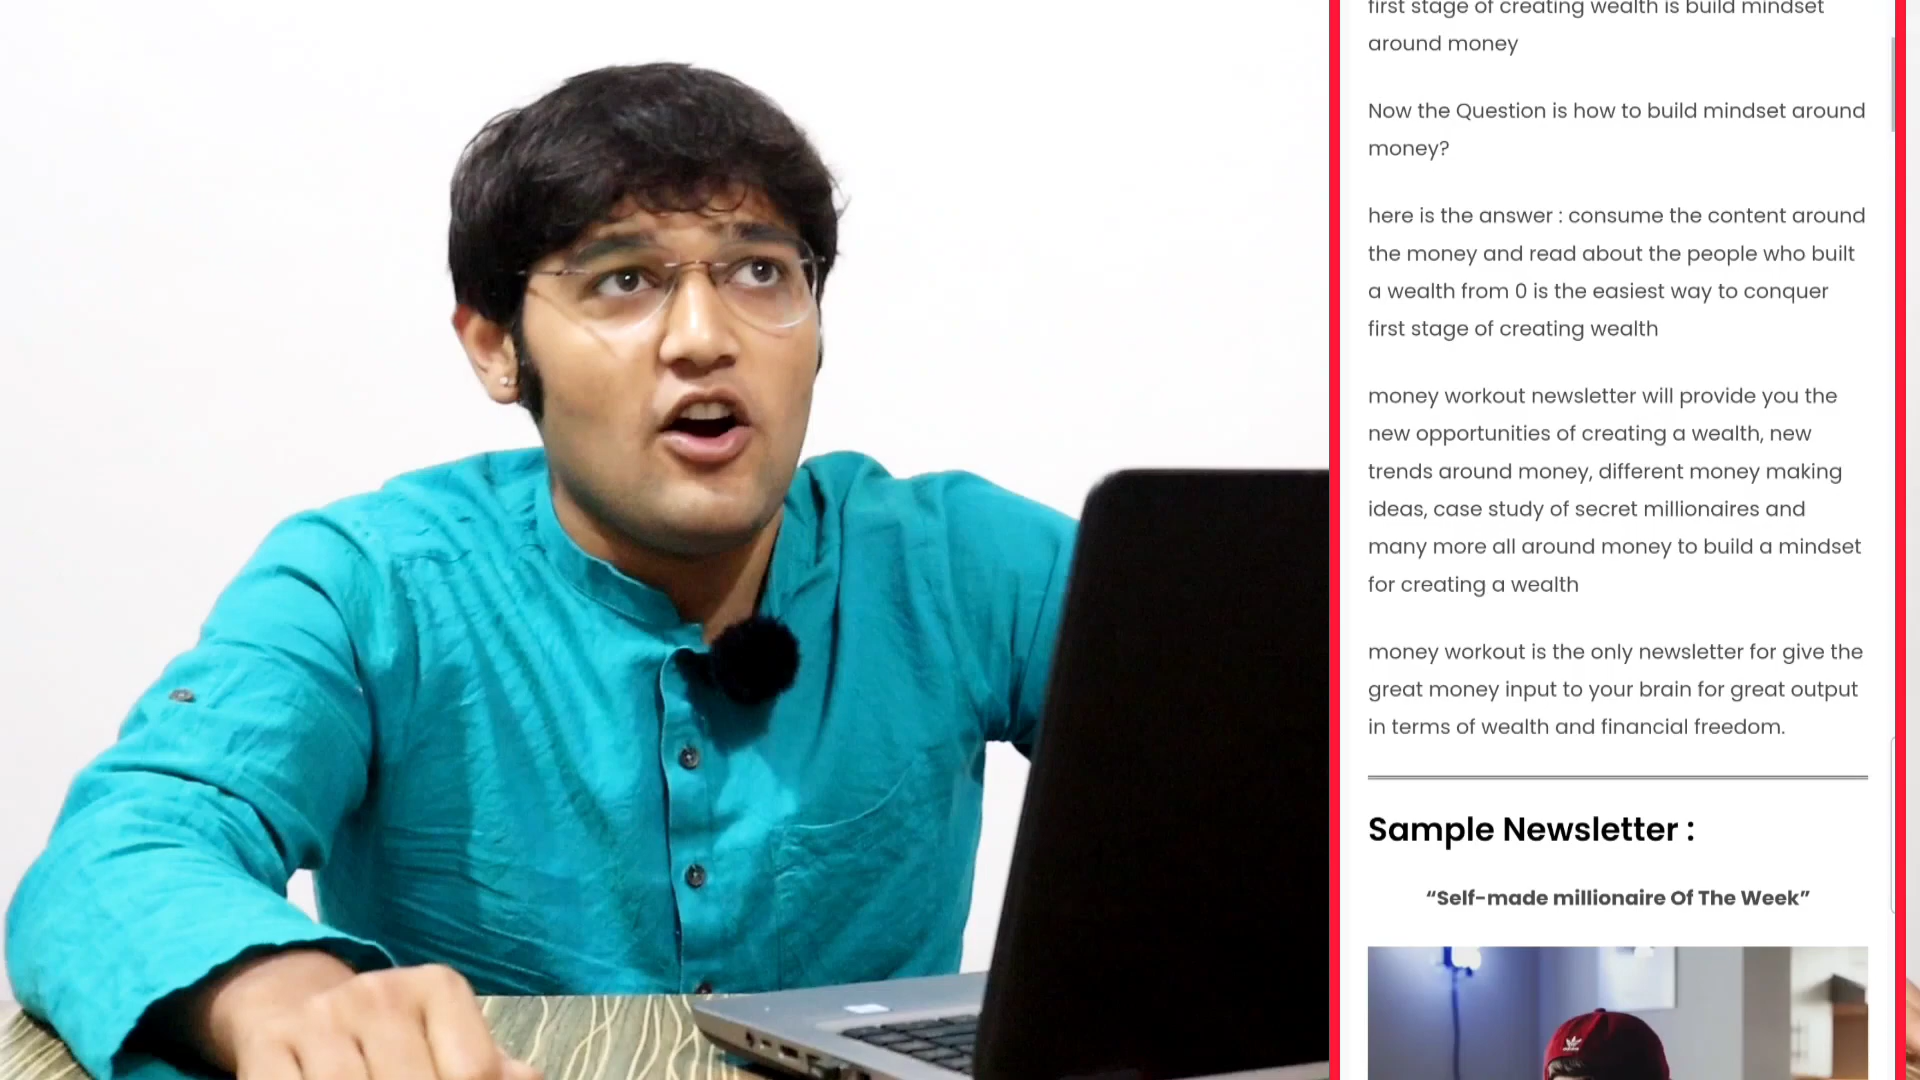 first stage of creating wealth is build mindset
around money
Now the Question is how to build mindset around
money?
here is the answer : consume the content around
the money and read about the people who built
a wealth from 0 is the easiest way to conquer
first stage of creating wealth
money workout newsletter will provide you the
new opportunities of creating a wealth, new
trends around money, different money making
ideas, case study of secret millionaires and
many more all around money to build a mindset
for creating a wealth
money workout is the only newsletter for give the
great money input to your brain for great output
in terms of wealth and financial freedom.
Sample Newsletter :
“Self-made millionaire Of The Week”